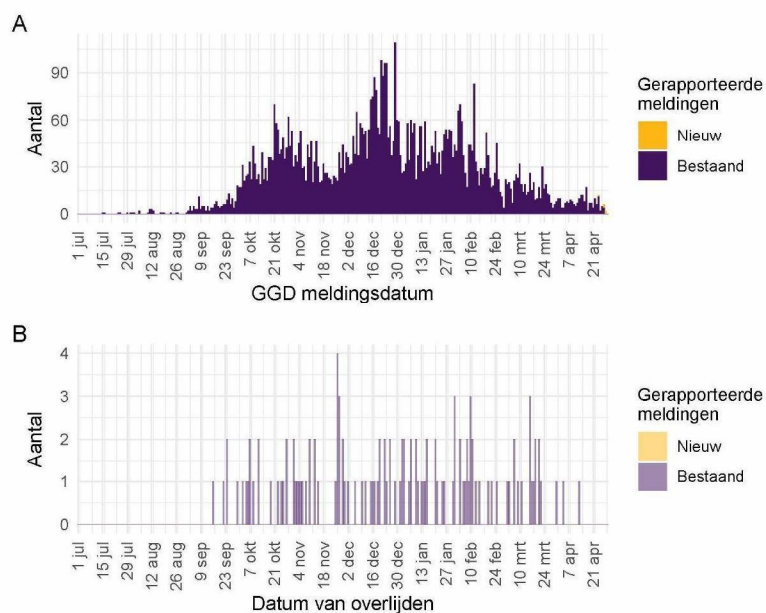 A
90
60
30
0
Aantal
1 jul
15 jul
29 jul
12 aug
26 aug
9 sep
23 sep
7 okt
21 okt
4 nov
18 nov
2 dec
16 dec
30 dec
13 jan
27 jan
10 feb
24 feb
10 mrt
24 mrt
7 apr
21 apr
GGD meldingsdatum
Gerapporteerde
meldingen
Nieuw
Bestaand
B
4
3
2
1
0
Aantal
1 jul
15 jul
29 jul
12 aug
26 aug
9 sep
23 sep
7 okt
21 okt
4 nov
18 nov
2 dec
16 dec
30 dec
13 jan
27 jan
10 feb
24 feb
10 mrt
24 mrt
7 apr
21 apr
Datum van overlijden
Gerapporteerde
meldingen
Nieuw
Bestaand